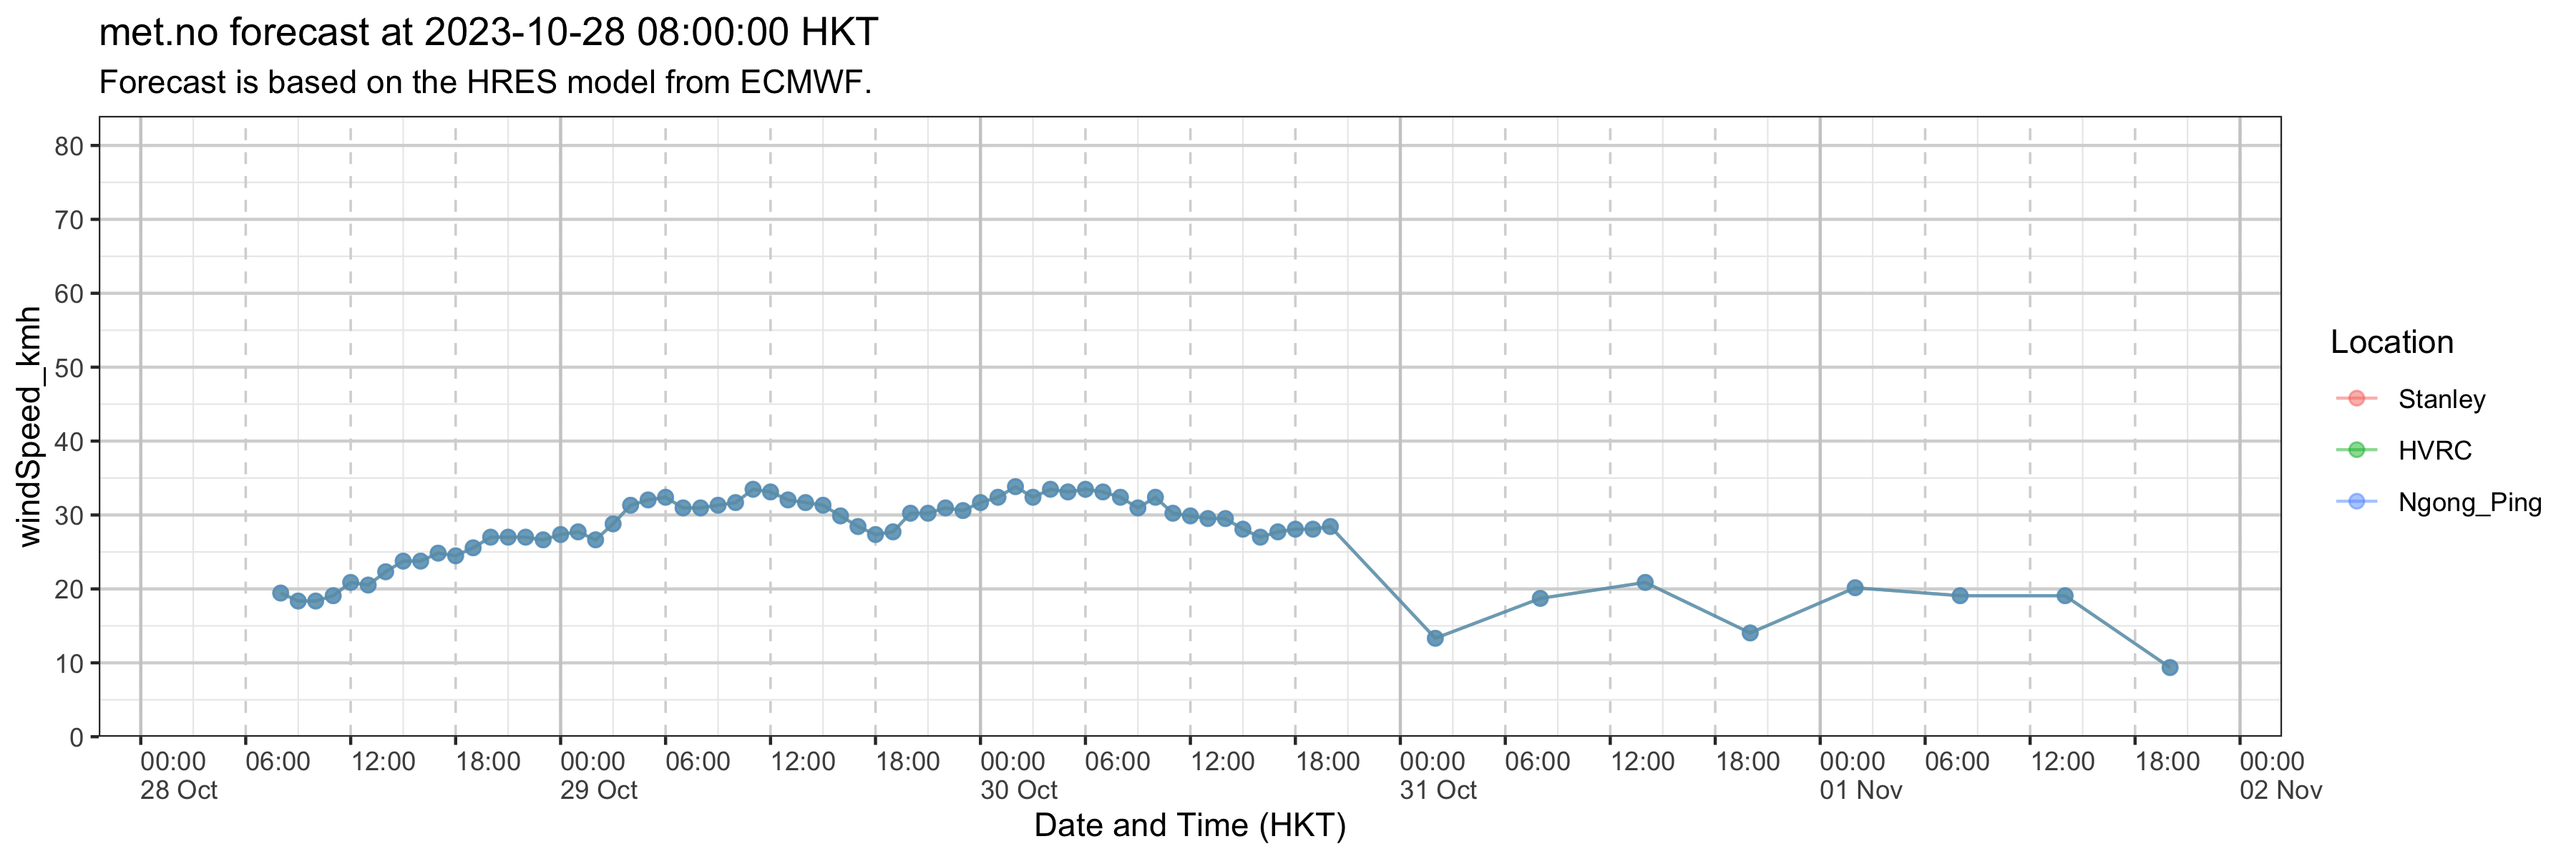 met.no forecast at 2023-10-28 08:00:00 HKT
Forecast is based on the HRES model from ECMWF.
windSpeed_kmh
80
70
60
50
40
30
20
10
0
00:00 06:00 12:00 18:00 00:00 06:00 12:00 18:00 00:00 06:00 12:00 18:00 00:00 06:00 12:00 18:00 00:00 06:00 12:00 18:00 00:00
28 Oct 29 Oct 30 Oct 31 Oct 01 Nov 02 Nov
Date and Time (HKT)
Location
Stanley
HVRC
Ngong_Ping